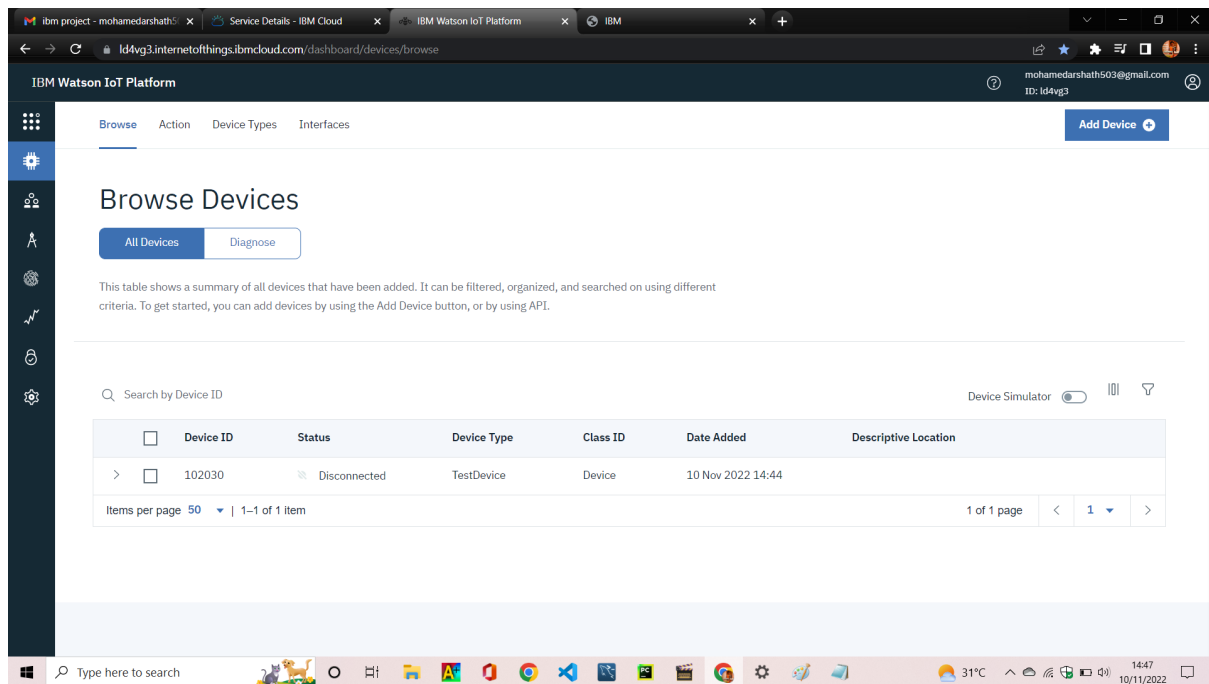 ibm project - mohamedarshath5
Service Details - IBM Cloud
IBM Watson IoT Platform
IBM
ld4vg3.internetofthings.ibmcloud.com/dashboard/devices/browse
IBM Watson IoT Platform
mohamedarshath503@gmail.com
ID: ld4vg3
Browse Action Device Types Interfaces
Add Device
Browse Devices
All Devices Diagnose
This table shows a summary of all devices that have been added. It can be filtered, organized, and searched on using different
criteria. To get started, you can add devices by using the Add Device button, or by using API.
Search by Device ID
Device Simulator
Device ID Status Device Type Class ID Date Added Descriptive Location
102030 Disconnected TestDevice Device 10 Nov 2022 14:44
Items per page 50 | 1–1 of 1 item
1 of 1 page 1
Type here to search
31°C
14:47
10/11/2022